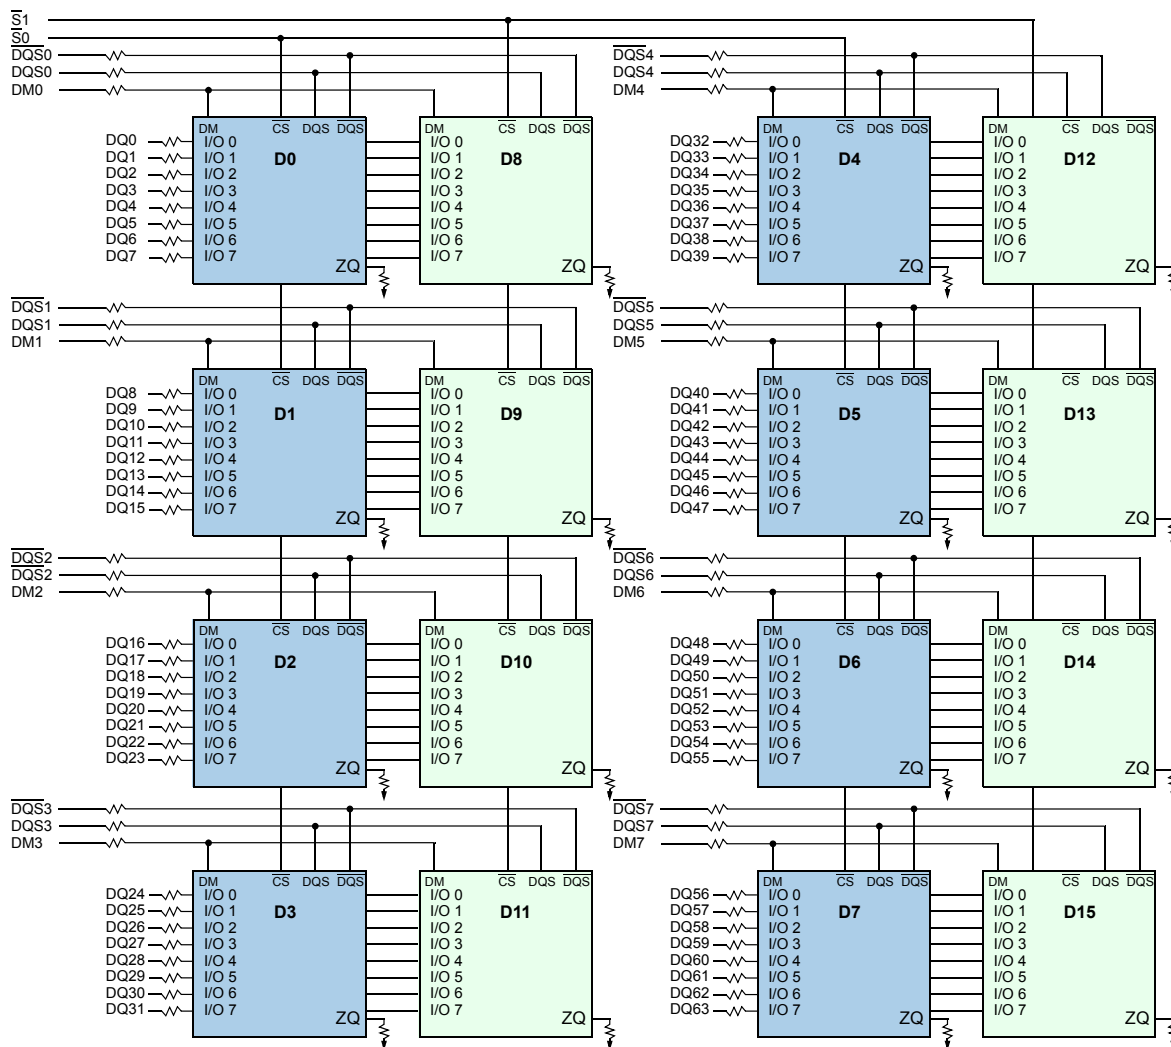 S1
S0
DQS0
DQS0
DM0
DM CS DQS DQS
DQ0 I/O 0
DQ1 I/O 1
DQ2 I/O 2
DQ3 I/O 3
DQ4 I/O 4
DQ5 I/O 5
DQ6 I/O 6
DQ7 I/O 7
D0
ZQ
DM CS DQS DQS
I/O 0
I/O 1
I/O 2
I/O 3
I/O 4
I/O 5
I/O 6
I/O 7
D8
ZQ
DQS4
DQS4
DM4
DM CS DQS DQS
DQ32 I/O 0
DQ33 I/O 1
DQ34 I/O 2
DQ35 I/O 3
DQ36 I/O 4
DQ37 I/O 5
DQ38 I/O 6
DQ39 I/O 7
D4
ZQ
DM CS DQS DQS
I/O 0
I/O 1
I/O 2
I/O 3
I/O 4
I/O 5
I/O 6
I/O 7
D12
ZQ
DQS1
DQS1
DM1
DM CS DQS DQS
DQ8 I/O 0
DQ9 I/O 1
DQ10 I/O 2
DQ11 I/O 3
DQ12 I/O 4
DQ13 I/O 5
DQ14 I/O 6
DQ15 I/O 7
D1
ZQ
DM CS DQS DQS
I/O 0
I/O 1
I/O 2
I/O 3
I/O 4
I/O 5
I/O 6
I/O 7
D9
ZQ
DQS5
DQS5
DM5
DM CS DQS DQS
DQ40 I/O 0
DQ41 I/O 1
DQ42 I/O 2
DQ43 I/O 3
DQ44 I/O 4
DQ45 I/O 5
DQ46 I/O 6
DQ47 I/O 7
D5
ZQ
DM CS DQS DQS
I/O 0
I/O 1
I/O 2
I/O 3
I/O 4
I/O 5
I/O 6
I/O 7
D13
ZQ
DQS2
DQS2
DM2
DM CS DQS DQS
DQ16 I/O 0
DQ17 I/O 1
DQ18 I/O 2
DQ19 I/O 3
DQ20 I/O 4
DQ21 I/O 5
DQ22 I/O 6
DQ23 I/O 7
D2
ZQ
DM CS DQS DQS
I/O 0
I/O 1
I/O 2
I/O 3
I/O 4
I/O 5
I/O 6
I/O 7
D10
ZQ
DQS6
DQS6
DM6
DM CS DQS DQS
DQ48 I/O 0
DQ49 I/O 1
DQ50 I/O 2
DQ51 I/O 3
DQ52 I/O 4
DQ53 I/O 5
DQ54 I/O 6
DQ55 I/O 7
D6
ZQ
DM CS DQS DQS
I/O 0
I/O 1
I/O 2
I/O 3
I/O 4
I/O 5
I/O 6
I/O 7
D14
ZQ
DQS3
DQS3
DM3
DM CS DQS DQS
DQ24 I/O 0
DQ25 I/O 1
DQ26 I/O 2
DQ27 I/O 3
DQ28 I/O 4
DQ29 I/O 5
DQ30 I/O 6
DQ31 I/O 7
D3
ZQ
DM CS DQS DQS
I/O 0
I/O 1
I/O 2
I/O 3
I/O 4
I/O 5
I/O 6
I/O 7
D11
ZQ
DQS7
DQS7
DM7
DM CS DQS DQS
DQ56 I/O 0
DQ57 I/O 1
DQ58 I/O 2
DQ59 I/O 3
DQ60 I/O 4
DQ61 I/O 5
DQ62 I/O 6
DQ63 I/O 7
D7
ZQ
DM CS DQS DQS
I/O 0
I/O 1
I/O 2
I/O 3
I/O 4
I/O 5
I/O 6
I/O 7
D15
ZQ